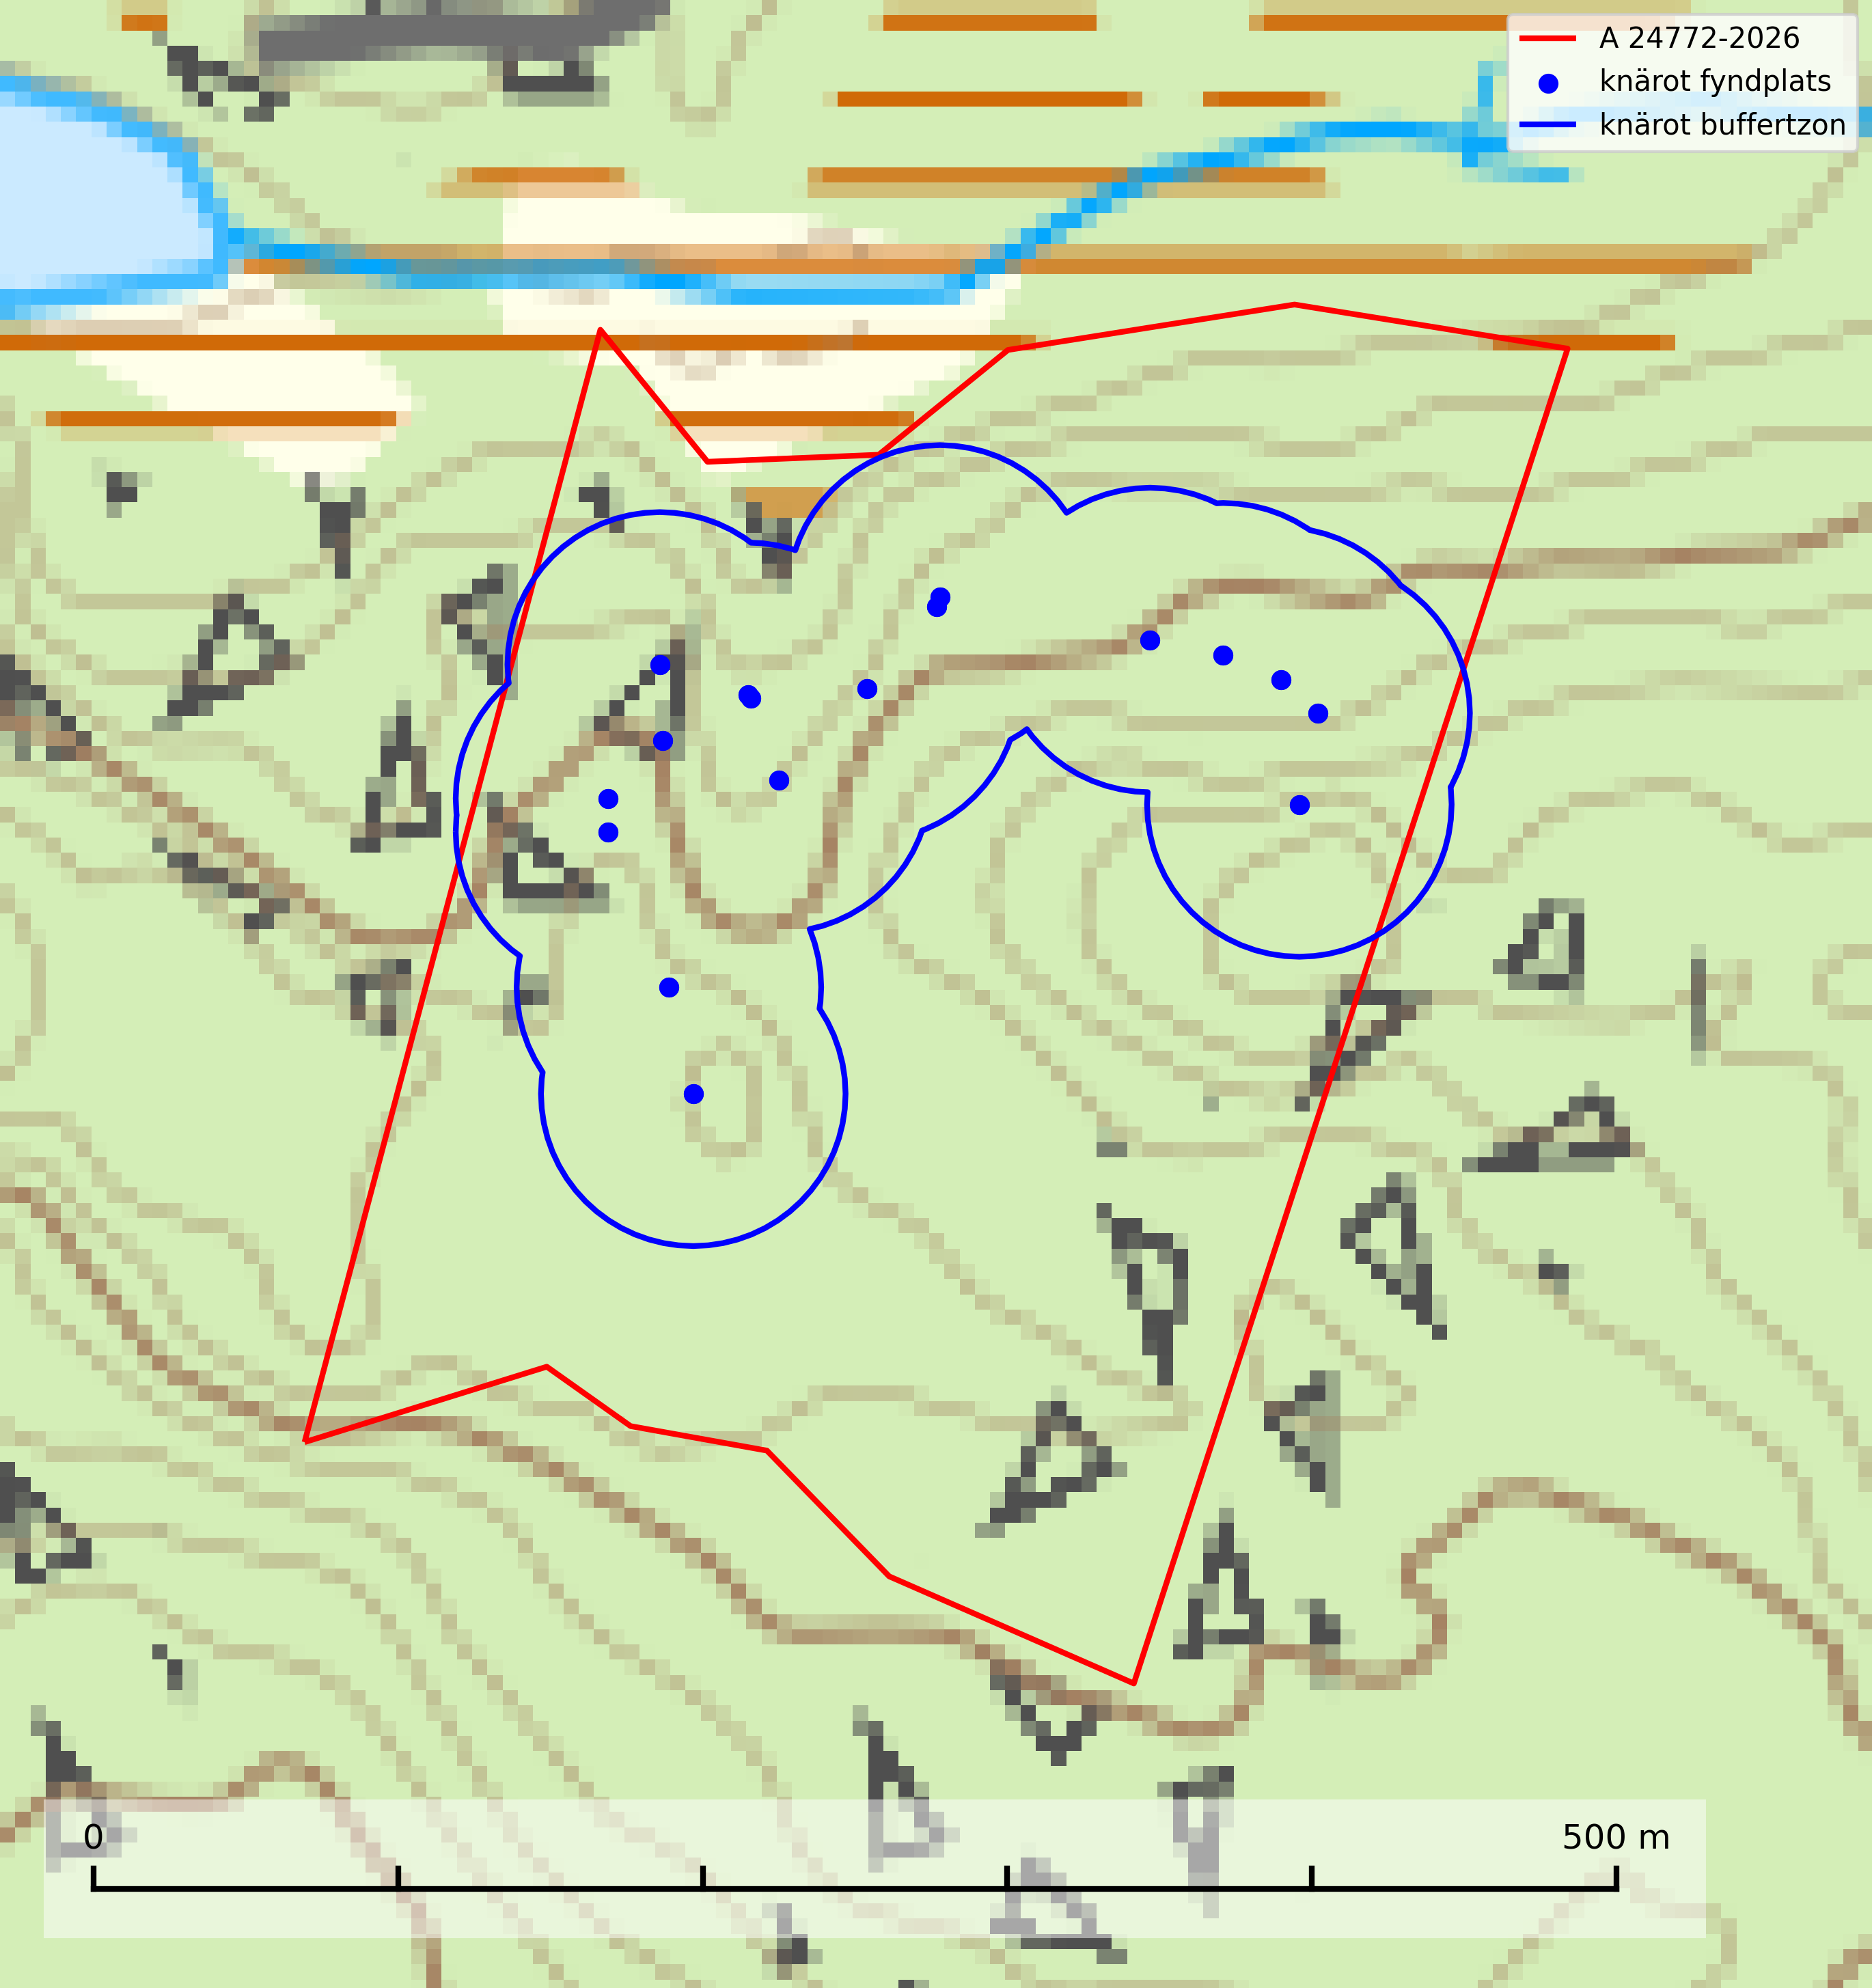 A 24772-2026
knärot fyndplats
knärot buffertzon
0
500 m